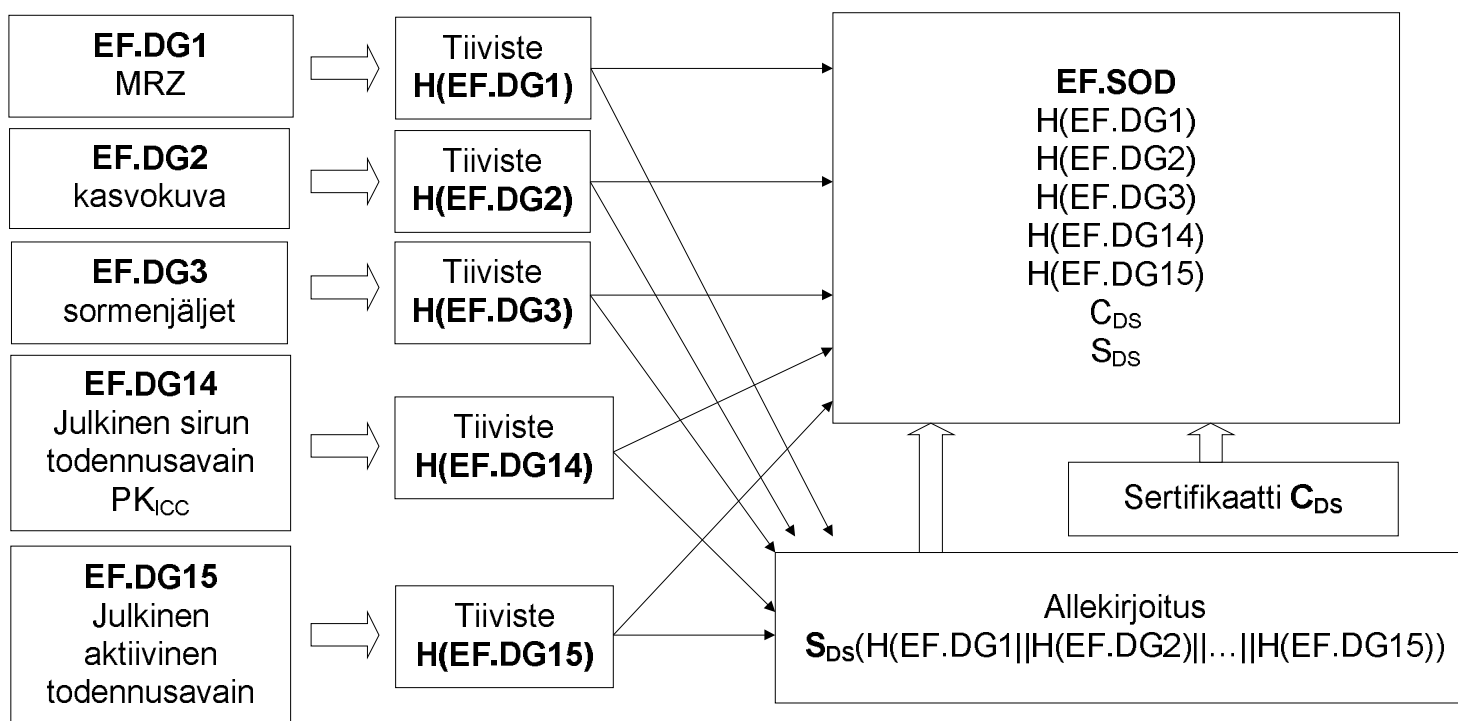 EF.DG1
MRZ
Tiiviste
H(EF.DG1)
EF.DG2
kasvokuva
Tiiviste
H(EF.DG2)
EF.DG3
sormenjäljet
Tiiviste
H(EF.DG3)
EF.DG14
Julkinen sirun
todennusavain
PKICC
Tiiviste
H(EF.DG14)
EF.DG15
Julkinen
aktiivinen
todennusavain
Tiiviste
H(EF.DG15)
EF.SOD
H(EF.DG1)
H(EF.DG2)
H(EF.DG3)
H(EF.DG14)
H(EF.DG15)
CDS
SDS
Sertifikaatti CDS
Allekirjoitus
SDS(H(EF.DG1||H(EF.DG2)||...||H(EF.DG15))